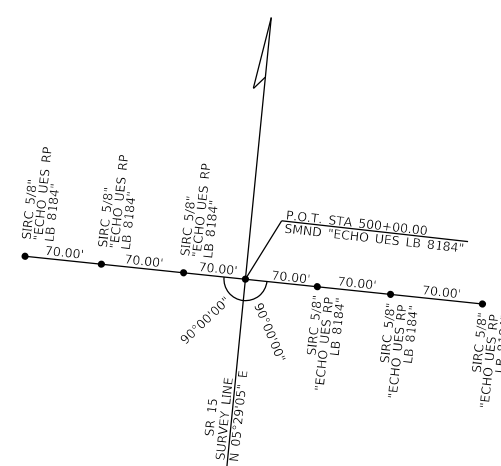 SIRC 5/8"
"ECHO UES RP
LB 8184"
SIRC 5/8"
"ECHO UES RP
LB 8184"
SIRC 5/8"
"ECHO UES RP
LB 8184"
P.O.T. STA 500+00.00
SMND "ECHO UES LB 8184"
70.00'
70.00'
70.00'
70.00'
70.00'
70.00'
90°00'00"
90°00'00"
SIRC 5/8"
"ECHO UES RP
LB 8184"
SIRC 5/8"
"ECHO UES RP
LB 8184"
SIRC 5/8"
"ECHO UES RP
SR 15
SURVEY LINE
N 05°29'05" E